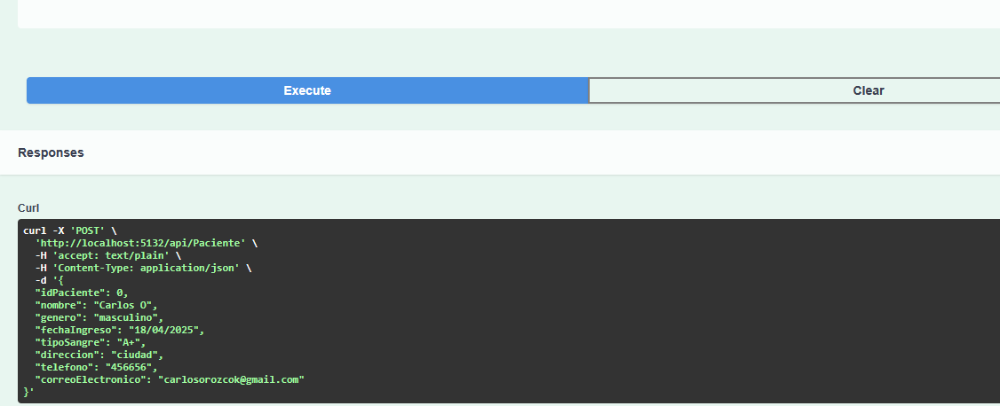 Execute
Clear
Responses
Curl
curl -X 'POST' \
'http://localhost:5132/api/Paciente' \
-H 'accept: text/plain' \
-H 'Content-Type: application/json' \
-d '{
"idPaciente": 0,
"nombre": "Carlos O",
"genero": "masculino",
"fechaIngreso": "18/04/2025",
"tipoSangre": "A+",
"direccion": "ciudad",
"telefono": "456656",
"correoElectronico": "carlosorozcok@gmail.com"
}'